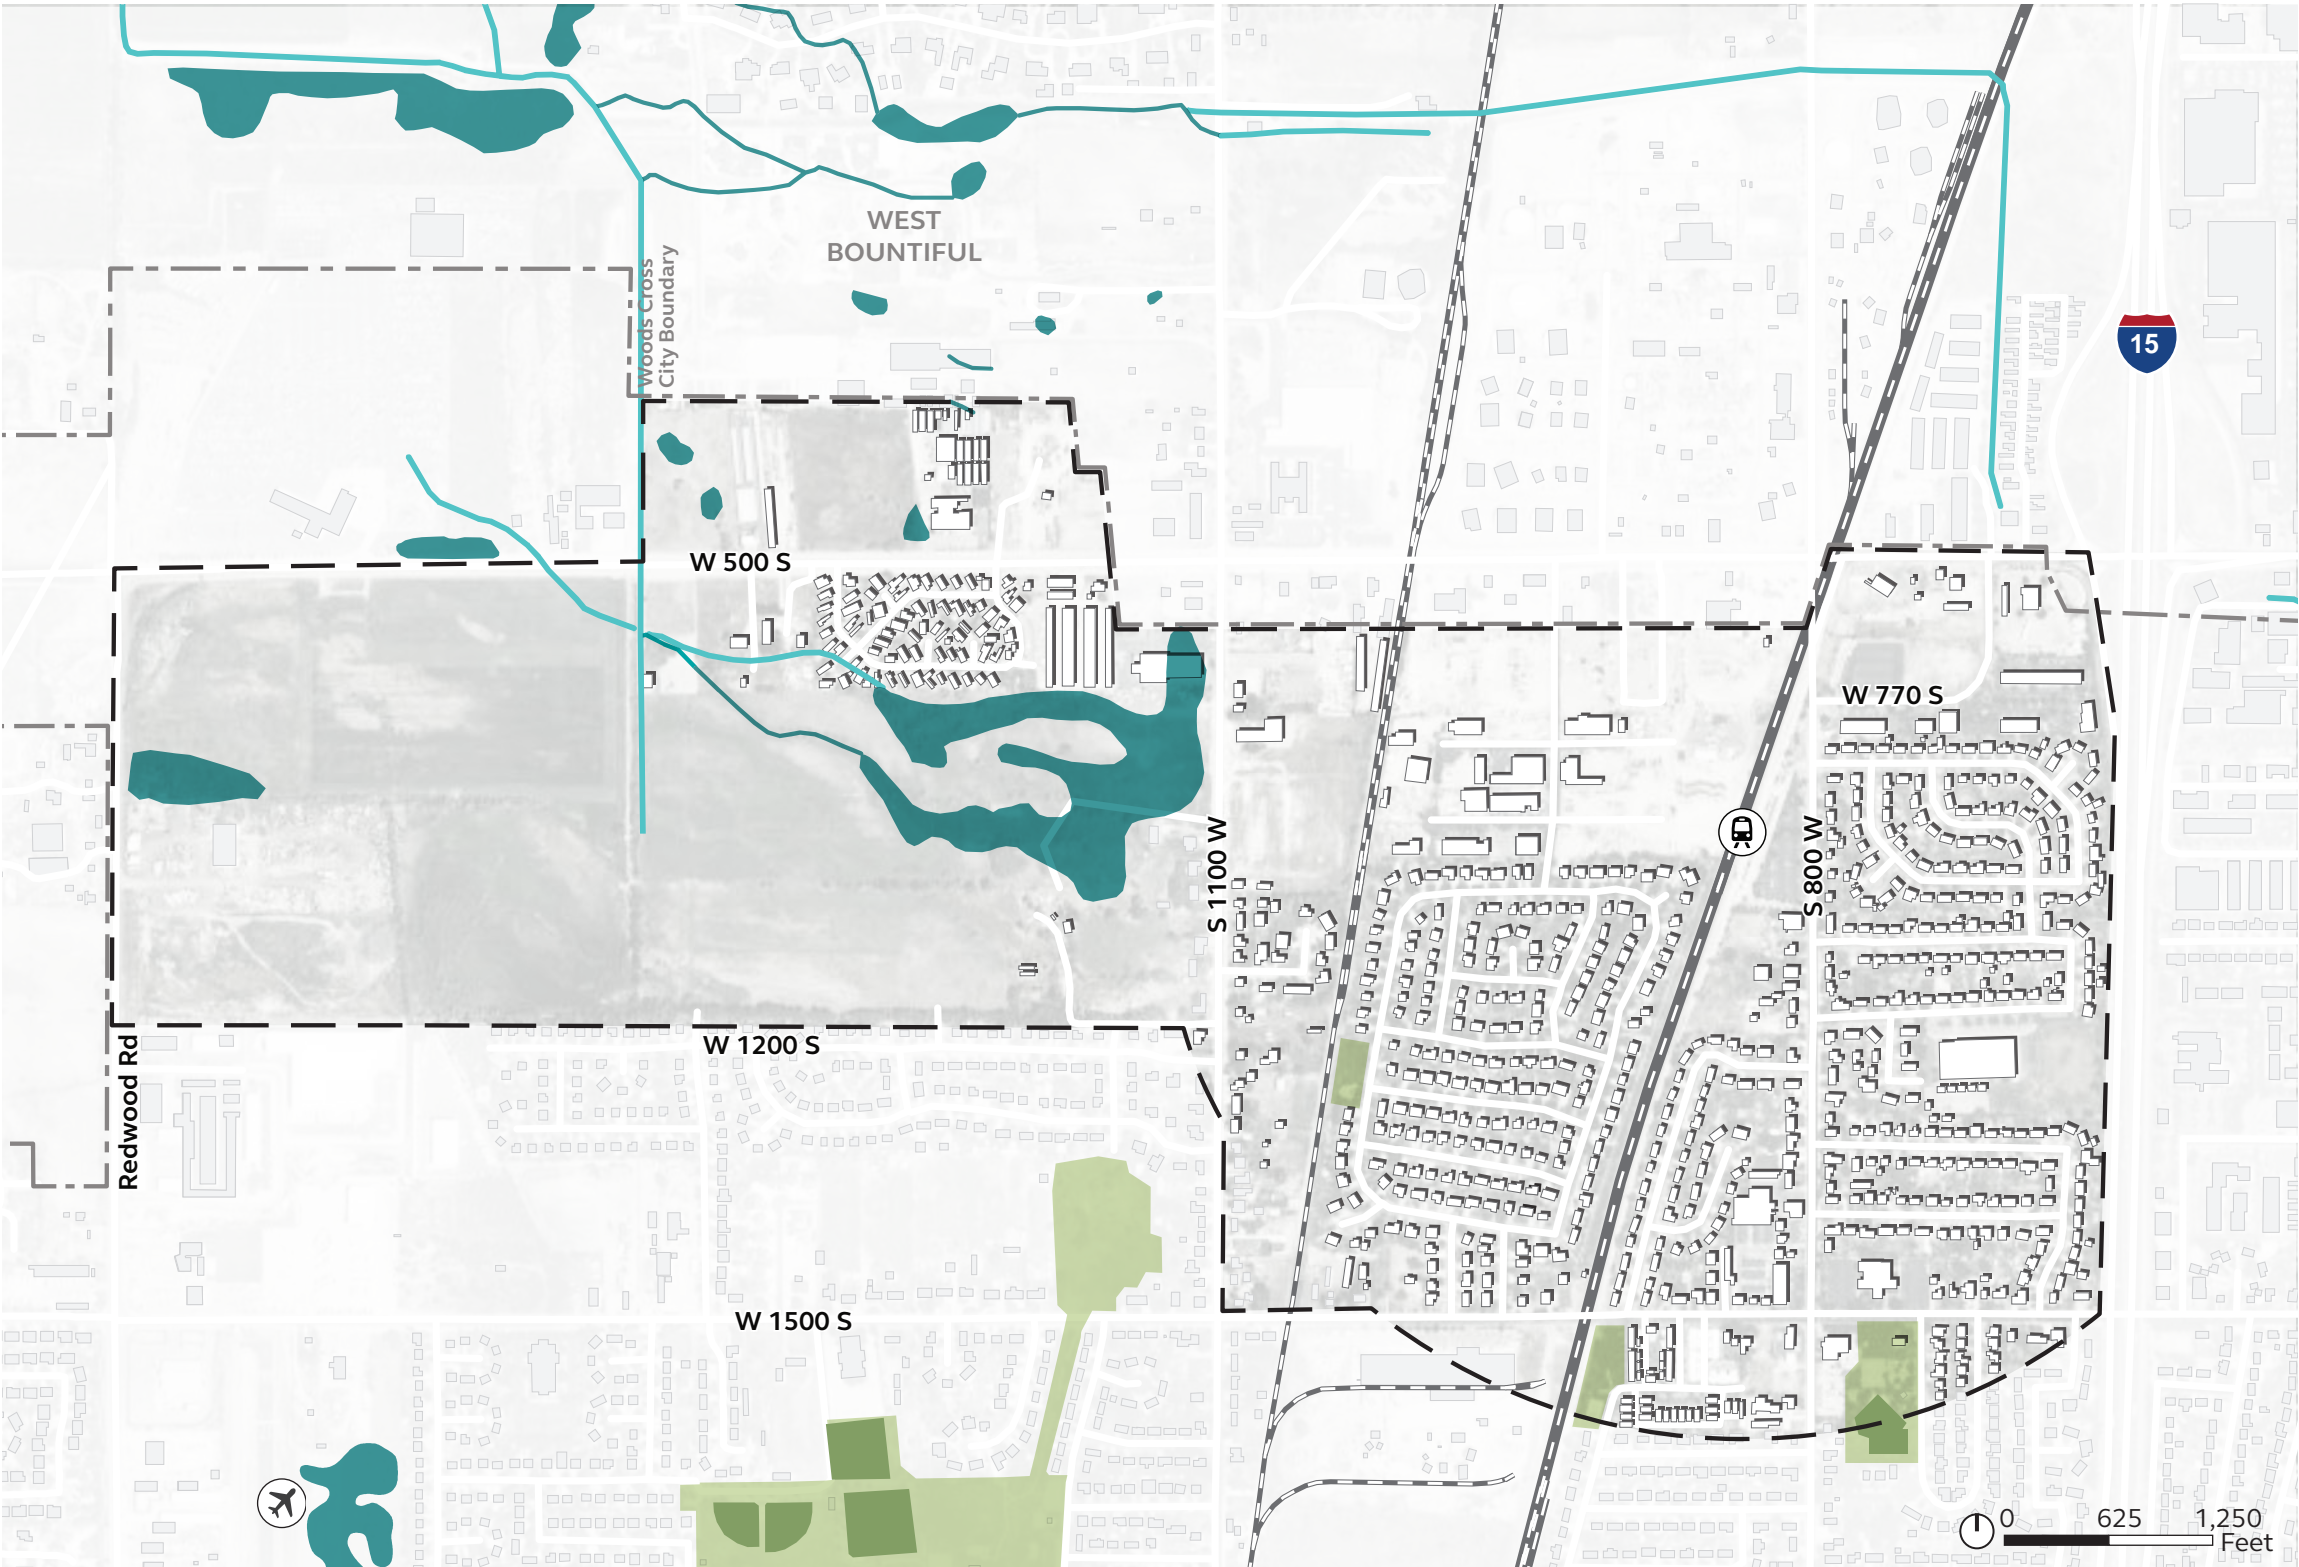 WEST
BOUNTIFUL
Woods Cross
City Boundary
15
W 500 S
W 770 S
S 1100 W
S 800 W
W 1200 S
Redwood Rd
W 1500 S
0 625 1,250
Feet